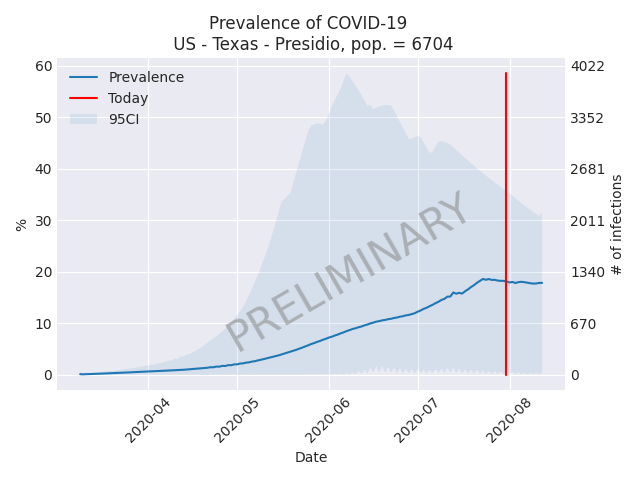 Prevalence of COVID-19
US - Texas - Presidio, pop. = 6704
Prevalence
Today
95CI
60
50
40
30
20
10
0
%
4022
3352
2681
2011
1340
670
0
# of infections
PRELIMINARY
2020-04
2020-05
2020-06
2020-07
2020-08
Date